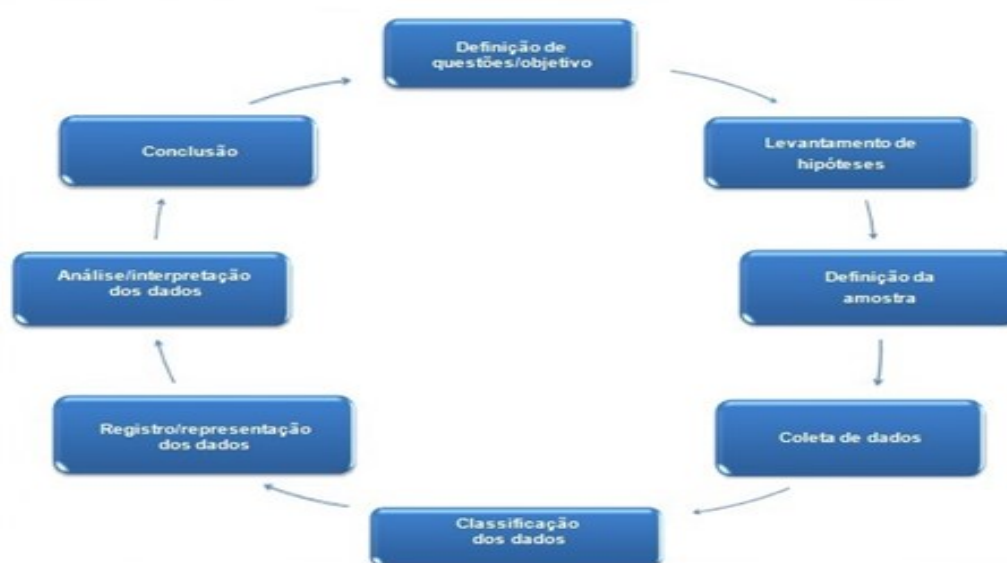 Definição de
questões/objetivo
Levantamento de
hipóteses
Definição da
amostra
Coleta de dados
Classificação
dos dados
Registro/representação
dos dados
Análise/interpretação
dos dados
Conclusão